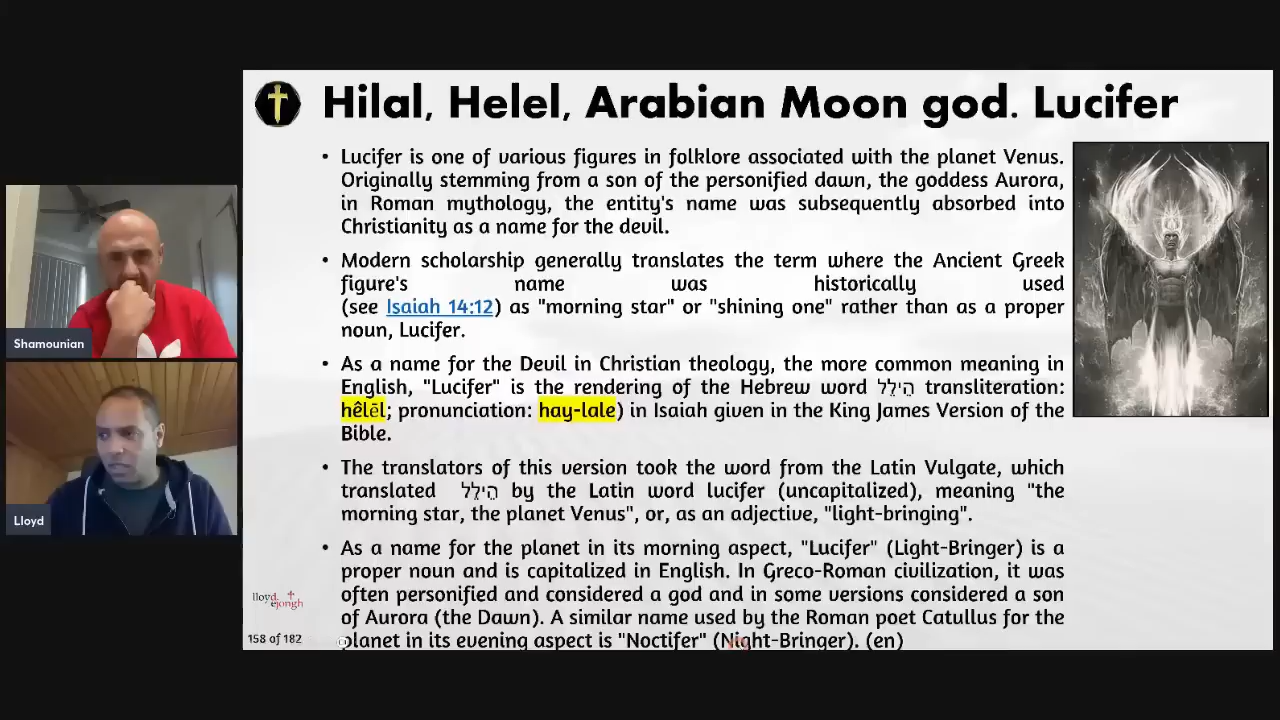 Hilal, Helel, Arabian Moon god. Lucifer
• Lucifer is one of various figures in folklore associated with the planet Venus.
Originally stemming from a son of the personified dawn, the goddess Aurora,
in Roman mythology, the entity's name was subsequently absorbed into
Christianity as a name for the devil.
• Modern scholarship generally translates the term where the Ancient Greek
figure's name was historically used
(see Isaiah 14:12) as "morning star" or "shining one" rather than as a proper
noun, Lucifer.
• As a name for the Devil in Christian theology, the more common meaning in
English, "Lucifer" is the rendering of the Hebrew word הֵילֵל transliteration:
hêlēl; pronunciation: hay-lale) in Isaiah given in the King James Version of the
Bible.
• The translators of this version took the word from the Latin Vulgate, which
translated הֵילֵל by the Latin word lucifer (uncapitalized), meaning "the
morning star, the planet Venus", or, as an adjective, "light-bringing".
• As a name for the planet in its morning aspect, "Lucifer" (Light-Bringer) is a
proper noun and is capitalized in English. In Greco-Roman civilization, it was
often personified and considered a god and in some versions considered a son
of Aurora (the Dawn). A similar name used by the Roman poet Catullus for the
planet in its evening aspect is "Noctifer" (Night-Bringer). (en)
Shamounian
Lloyd
lloyd
ejongh
158 of 182